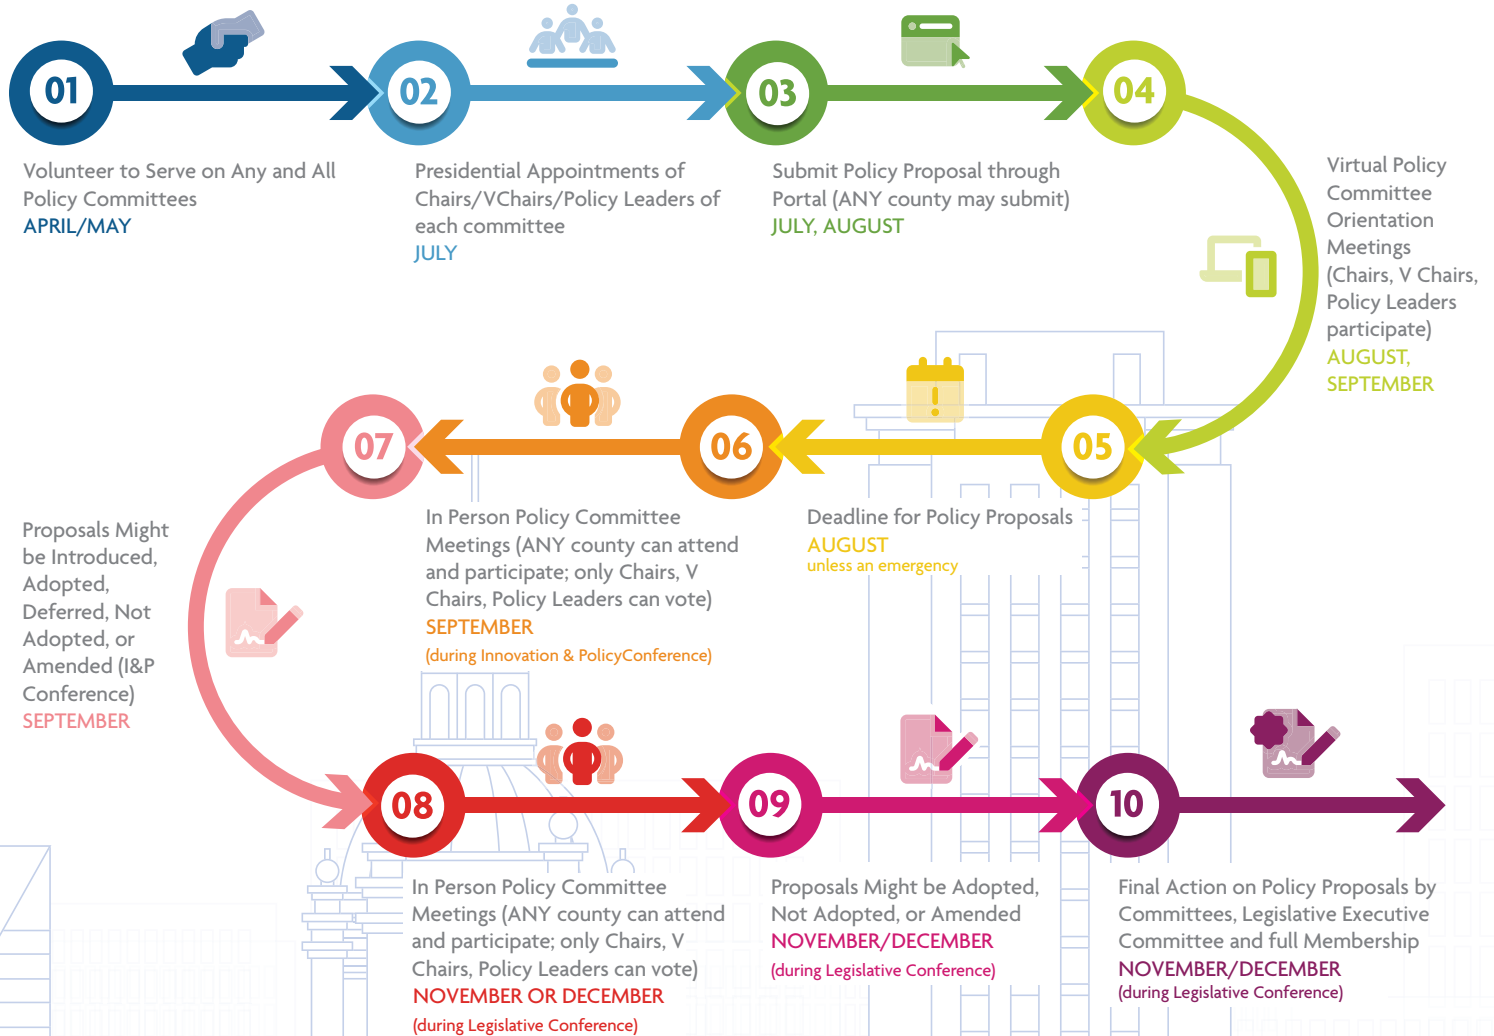 01
Volunteer to Serve on Any and All
Policy Committees
APRIL/MAY
02
Presidential Appointments of
Chairs/VChairs/Policy Leaders of
each committee
JULY
03
Submit Policy Proposal through
Portal (ANY county may submit)
JULY, AUGUST
04
Virtual Policy
Committee
Orientation
Meetings
(Chairs, V Chairs,
Policy Leaders
participate)
AUGUST,
SEPTEMBER
05
Deadline for Policy Proposals
AUGUST
unless an emergency
06
In Person Policy Committee
Meetings (ANY county can attend
and participate; only Chairs, V
Chairs, Policy Leaders can vote)
SEPTEMBER
(during Innovation & PolicyConference)
07
Proposals Might
be Introduced,
Adopted,
Deferred, Not
Adopted, or
Amended (I&P
Conference)
SEPTEMBER
08
In Person Policy Committee
Meetings (ANY county can attend
and participate; only Chairs, V
Chairs, Policy Leaders can vote)
NOVEMBER OR DECEMBER
(during Legislative Conference)
09
Proposals Might be Adopted,
Not Adopted, or Amended
NOVEMBER/DECEMBER
(during Legislative Conference)
10
Final Action on Policy Proposals by
Committees, Legislative Executive
Committee and full Membership
NOVEMBER/DECEMBER
(during Legislative Conference)